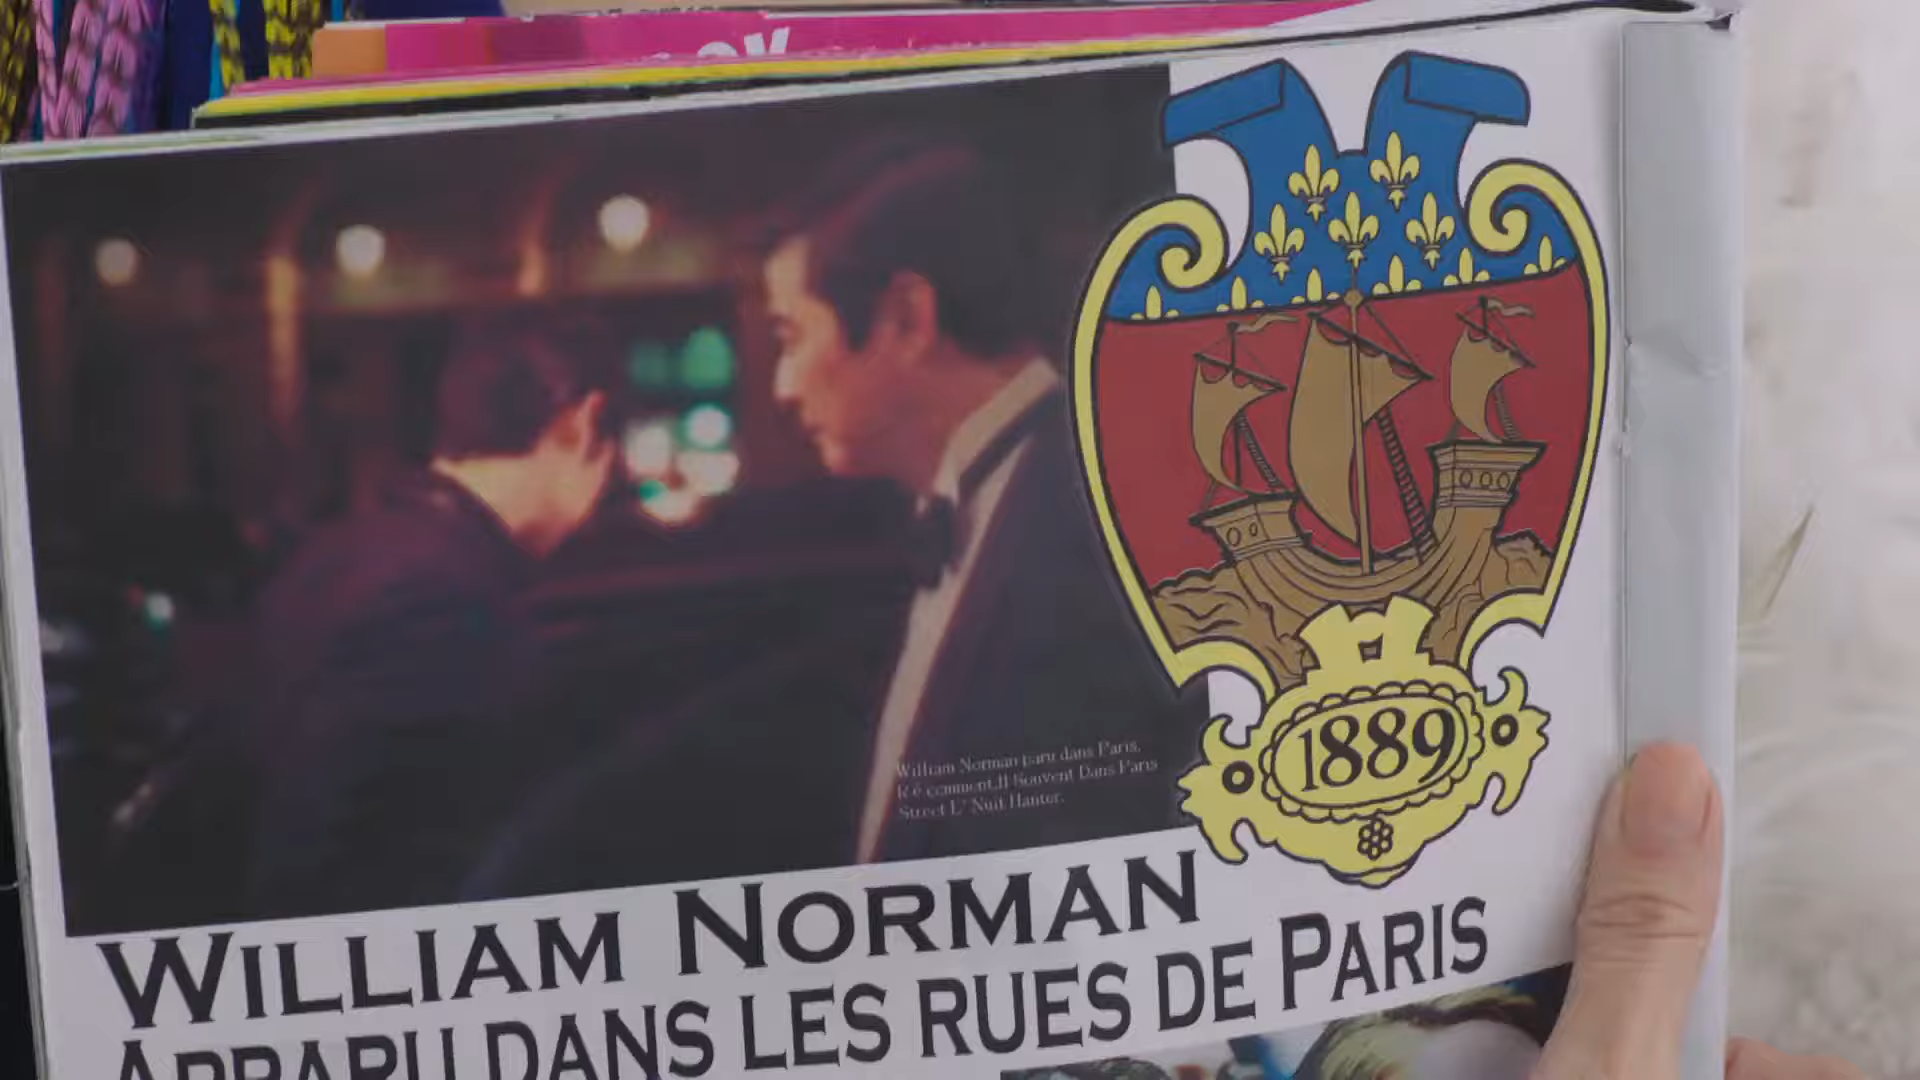 William Norman paru dans Paris,
Ré comment,Il Souvent Dans Paris
Street L' Nuit Hanter.
1889
WILLIAM NORMAN
APPARU DANS LES RUES DE PARIS